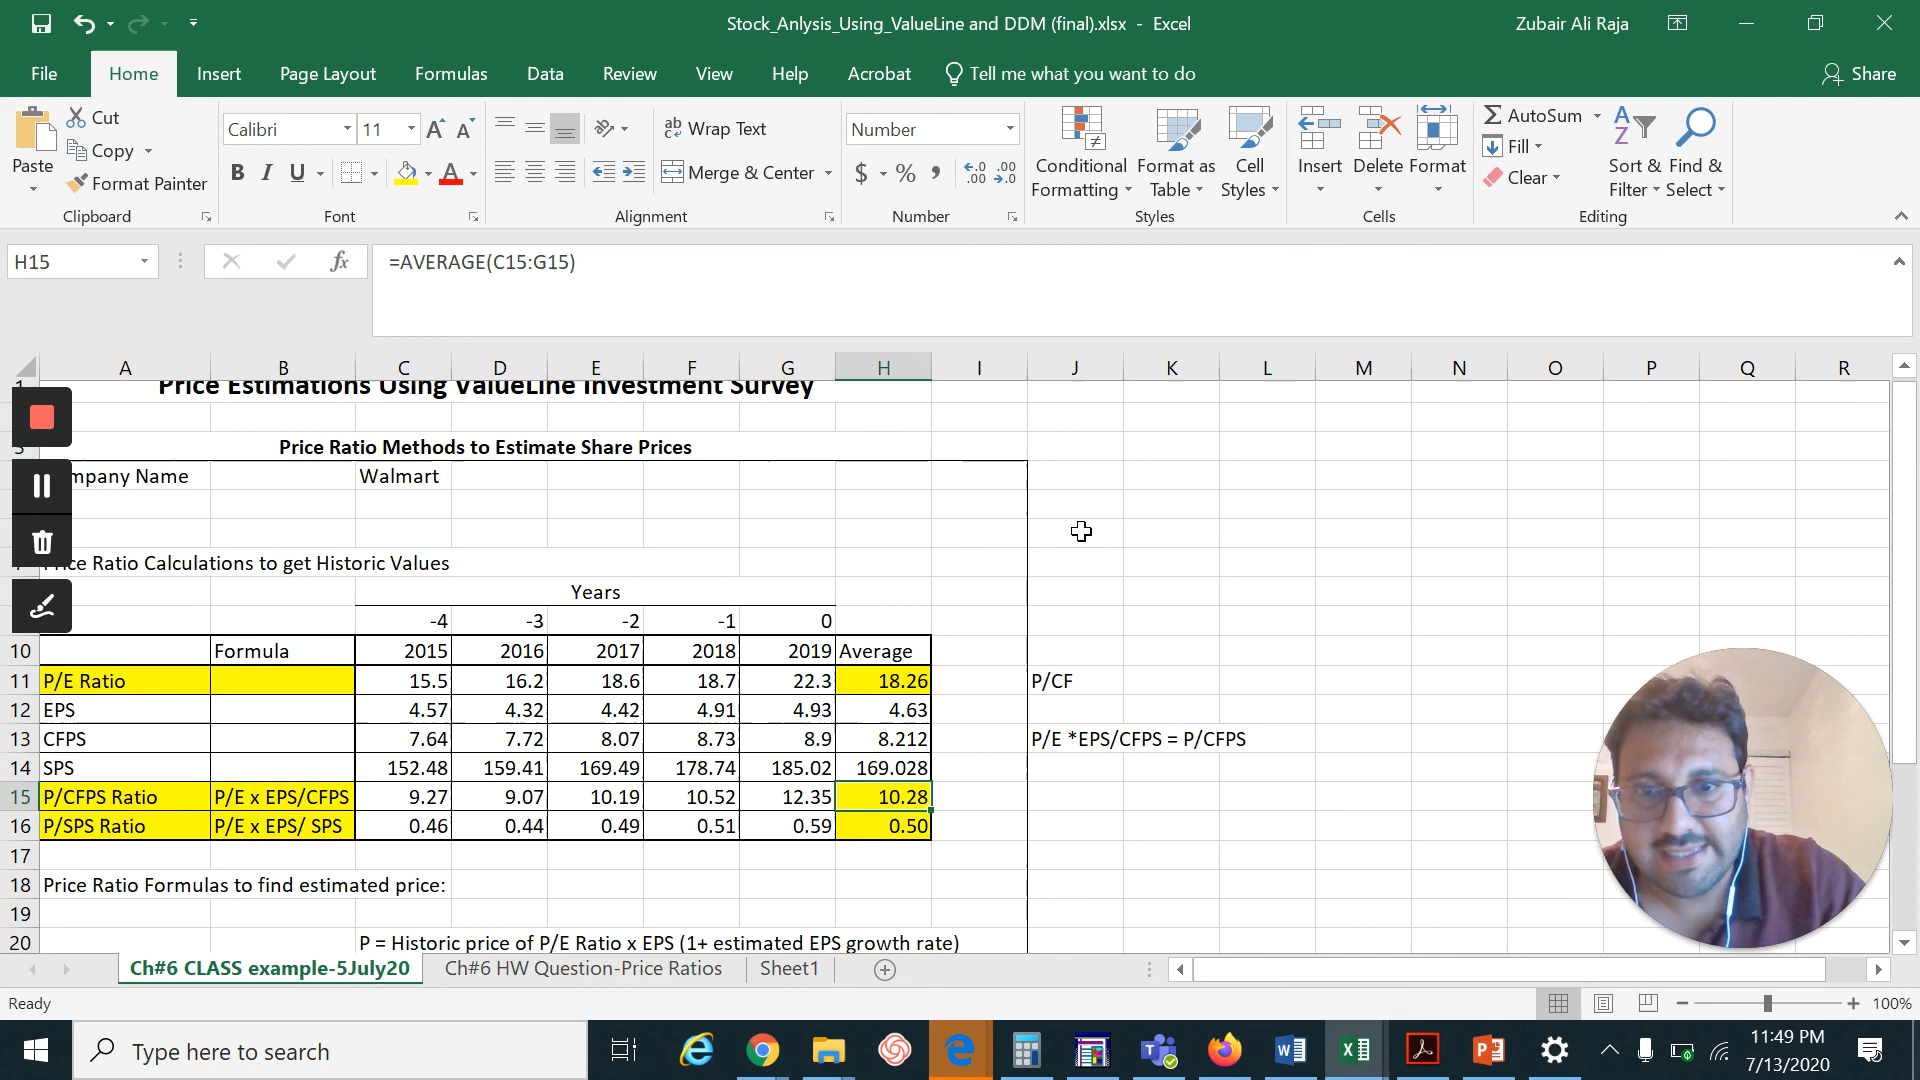 Stock_Anlysis_Using_ValueLine and DDM (final).xlsx - Excel
Zubair Ali Raja
File Home Insert Page Layout Formulas Data Review View Help Acrobat Tell me what you want to do Share
Paste
Cut
Copy
Format Painter
Clipboard
Calibri 11
B I U
Font
Wrap Text
Merge & Center
Alignment
Number
$ % ,
Number
Conditional Formatting
Format as Table
Cell Styles
Styles
Insert Delete Format
Cells
AutoSum
Fill
Clear
Sort & Filter
Find & Select
Editing
H15 fx =AVERAGE(C15:G15)
A B C D E F G H I J K L M N O P Q R
Price Estimations Using ValueLine Investment Survey
Price Ratio Methods to Estimate Share Prices
mpany Name Walmart
ce Ratio Calculations to get Historic Values
Years
-4 -3 -2 -1 0
10 Formula 2015 2016 2017 2018 2019 Average
11 P/E Ratio 15.5 16.2 18.6 18.7 22.3 18.26 P/CF
12 EPS 4.57 4.32 4.42 4.91 4.93 4.63
13 CFPS 7.64 7.72 8.07 8.73 8.9 8.212 P/E *EPS/CFPS = P/CFPS
14 SPS 152.48 159.41 169.49 178.74 185.02 169.028
15 P/CFPS Ratio P/E x EPS/CFPS 9.27 9.07 10.19 10.52 12.35 10.28
16 P/SPS Ratio P/E x EPS/ SPS 0.46 0.44 0.49 0.51 0.59 0.50
17
18 Price Ratio Formulas to find estimated price:
19
20 P = Historic price of P/E Ratio x EPS (1+ estimated EPS growth rate)
Ch#6 CLASS example-5July20 Ch#6 HW Question-Price Ratios Sheet1
Ready 100%
Type here to search
11:49 PM
7/13/2020